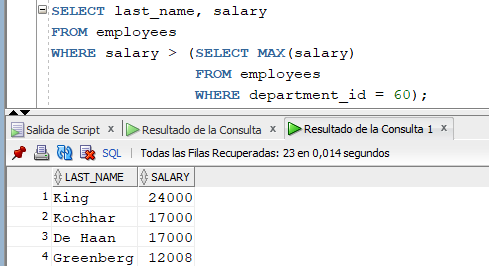 SELECT last_name, salary
FROM employees
WHERE salary > (SELECT MAX(salary)
FROM employees
WHERE department_id = 60);
Salida de Script x Resultado de la Consulta x Resultado de la Consulta 1 x
SQL | Todas las Filas Recuperadas: 23 en 0,014 segundos
LAST_NAME SALARY
1 King 24000
2 Kochhar 17000
3 De Haan 17000
4 Greenberg 12008